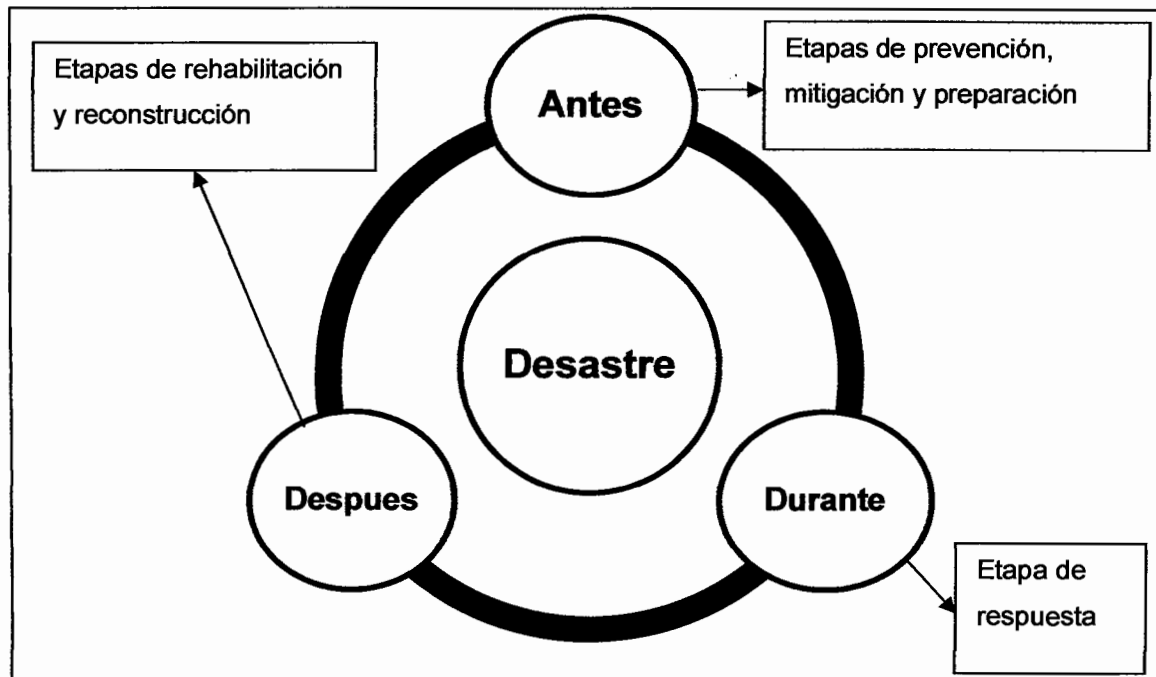 Etapas de rehabilitación
y reconstrucción
Antes
Etapas de prevención,
mitigación y preparación
Desastre
Despues
Durante
Etapa de
respuesta